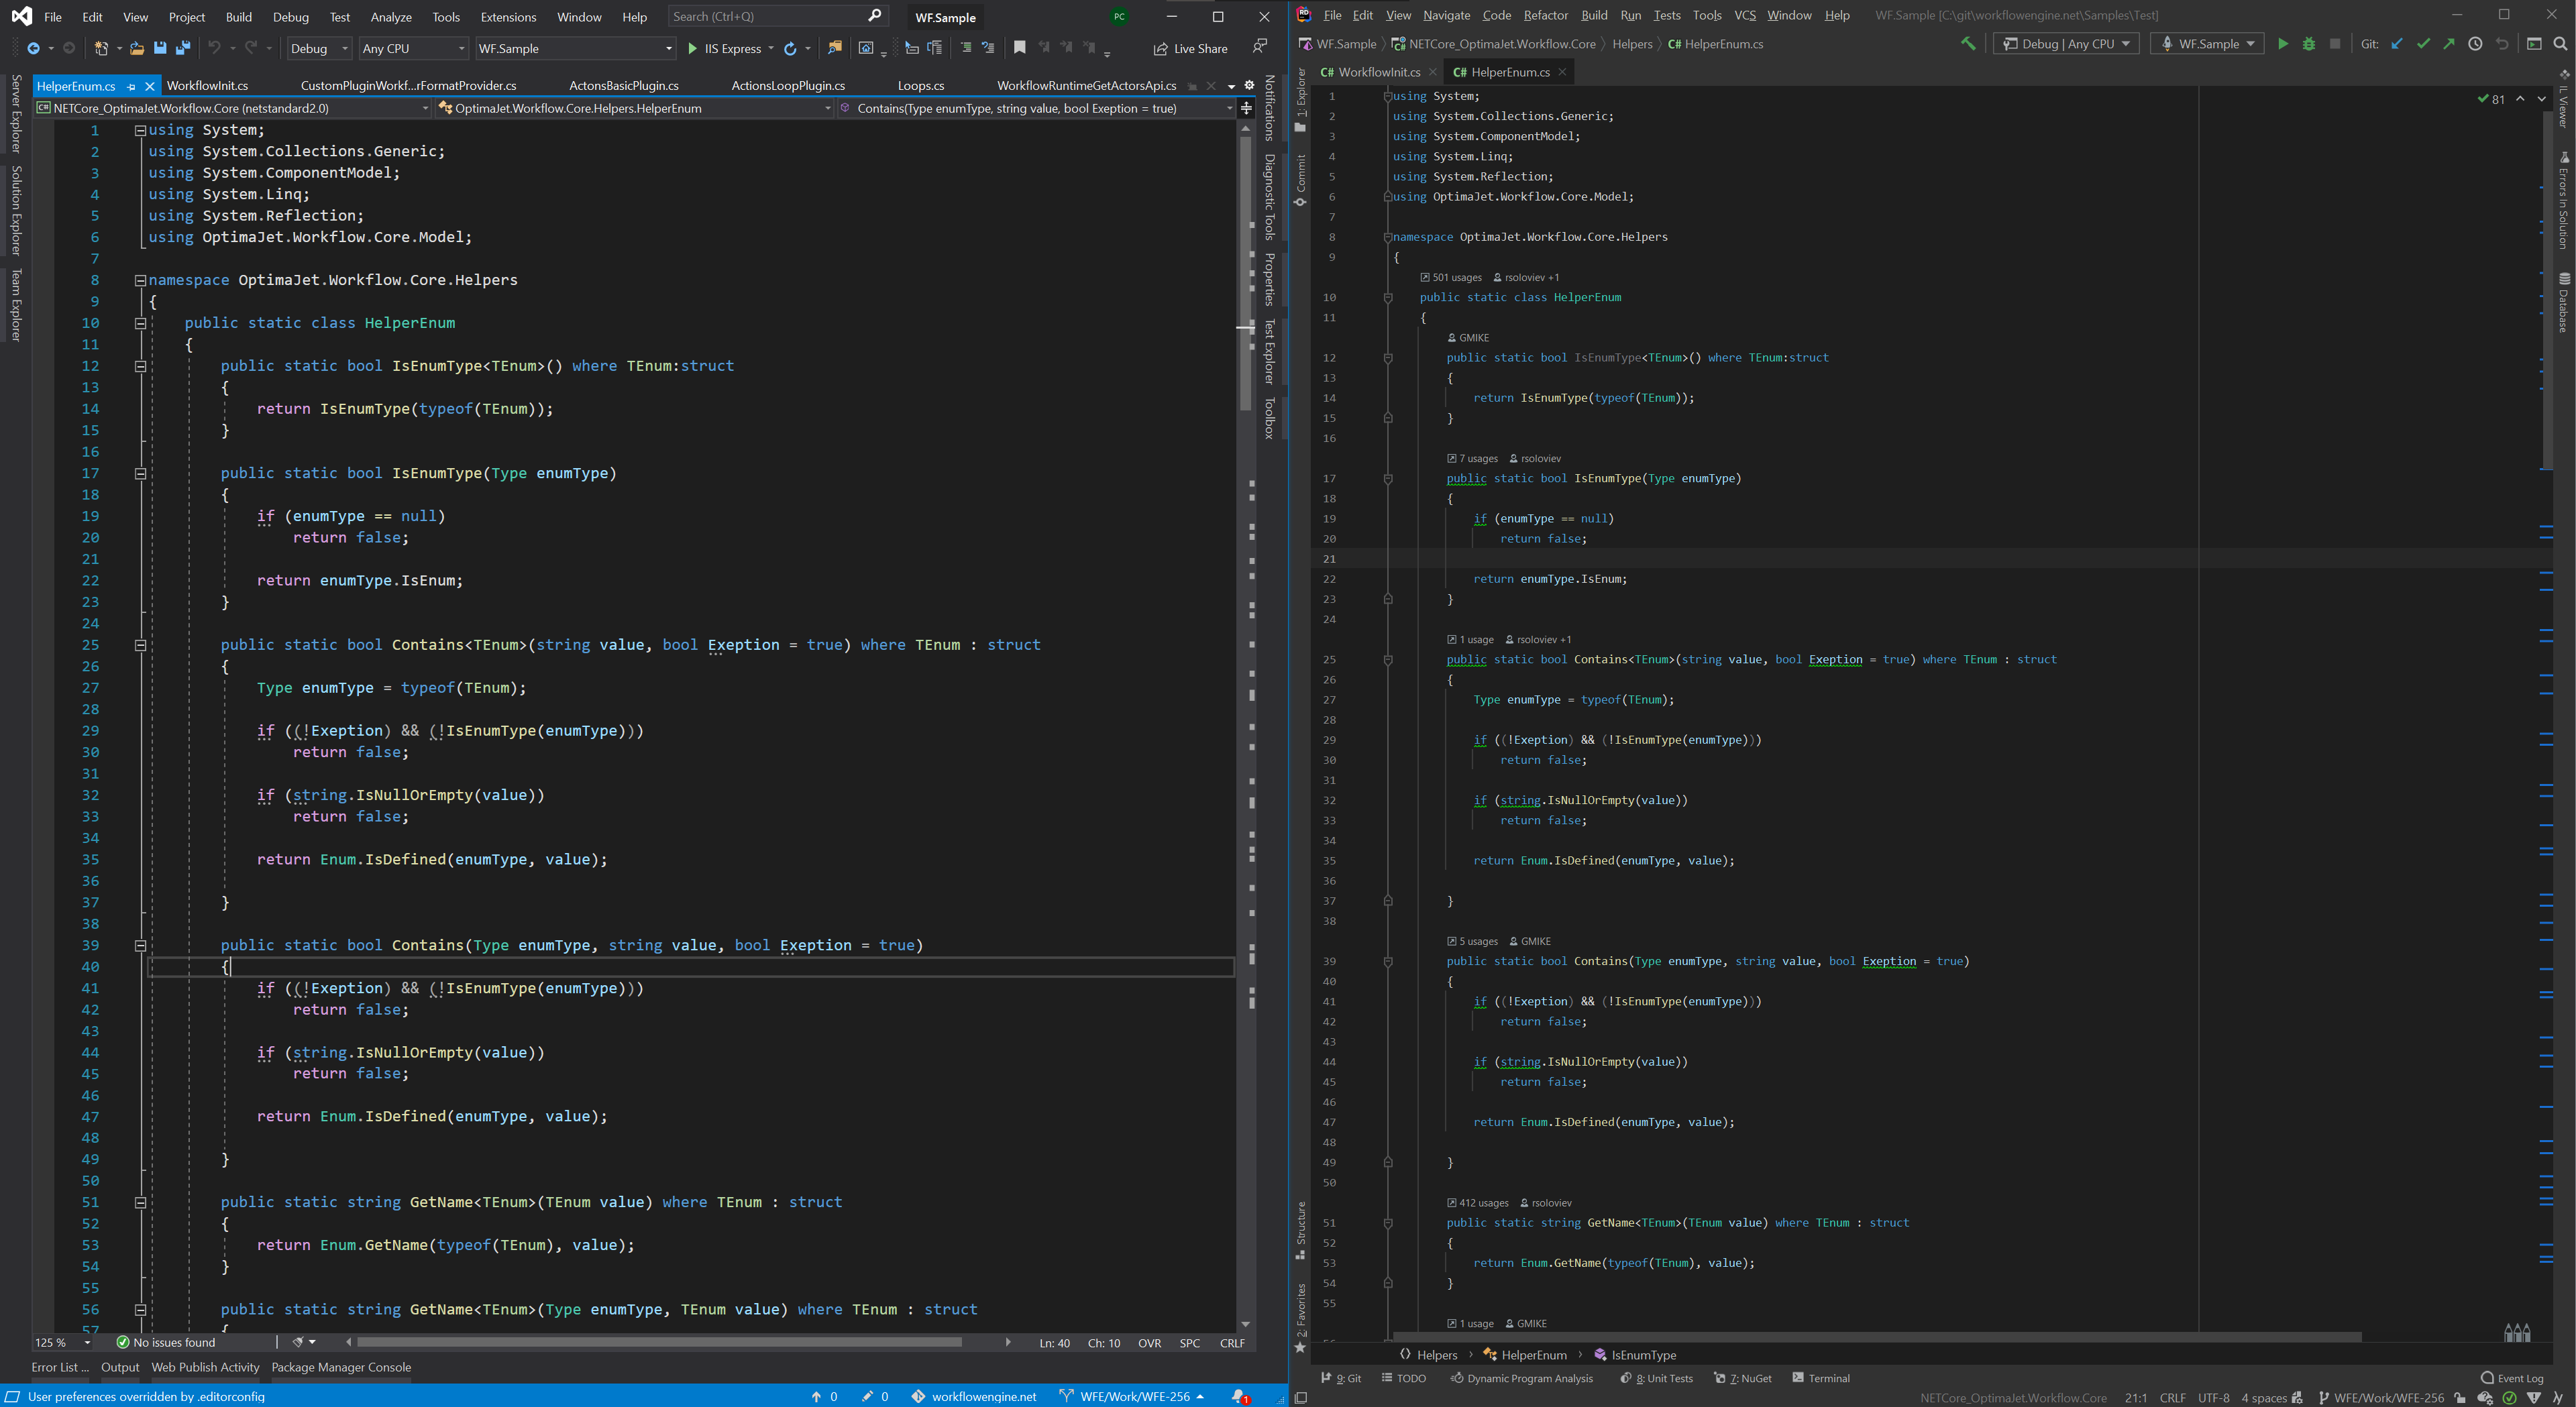 File Edit View Project Build Debug Test Analyze Tools Extensions Window Help Search (Ctrl+Q) WF.Sample PC
Debug Any CPU WF.Sample IIS Express Live Share
HelperEnum.cs WorkflowInit.cs CustomPluginWorkf...rFormatProvider.cs ActonsBasicPlugin.cs ActionsLoopPlugin.cs Loops.cs WorkflowRuntimeGetActorsApi.cs
C# NETCore_OptimaJet.Workflow.Core (netstandard2.0) OptimaJet.Workflow.Core.Helpers.HelperEnum Contains(Type enumType, string value, bool Exeption = true)
Server Explorer
Solution Explorer
Team Explorer
1 using System;
2 using System.Collections.Generic;
3 using System.ComponentModel;
4 using System.Linq;
5 using System.Reflection;
6 using OptimaJet.Workflow.Core.Model;
7
8 namespace OptimaJet.Workflow.Core.Helpers
9 {
10 public static class HelperEnum
11 {
12 public static bool IsEnumType<TEnum>() where TEnum:struct
13 {
14 return IsEnumType(typeof(TEnum));
15 }
16
17 public static bool IsEnumType(Type enumType)
18 {
19 if (enumType == null)
20 return false;
21
22 return enumType.IsEnum;
23 }
24
25 public static bool Contains<TEnum>(string value, bool Exeption = true) where TEnum : struct
26 {
27 Type enumType = typeof(TEnum);
28
29 if ((!Exeption) && (!IsEnumType(enumType)))
30 return false;
31
32 if (string.IsNullOrEmpty(value))
33 return false;
34
35 return Enum.IsDefined(enumType, value);
36
37 }
38
39 public static bool Contains(Type enumType, string value, bool Exeption = true)
40 {
41 if ((!Exeption) && (!IsEnumType(enumType)))
42 return false;
43
44 if (string.IsNullOrEmpty(value))
45 return false;
46
47 return Enum.IsDefined(enumType, value);
48
49 }
50
51 public static string GetName<TEnum>(TEnum value) where TEnum : struct
52 {
53 return Enum.GetName(typeof(TEnum), value);
54 }
55
56 public static string GetName<TEnum>(Type enumType, TEnum value) where TEnum : struct
57 {
Notifications
Diagnostic Tools
Properties
Test Explorer
Toolbox
125 % No issues found Ln: 40 Ch: 10 OVR SPC CRLF
Error List ... Output Web Publish Activity Package Manager Console
User preferences overridden by .editorconfig 0 0 workflowengine.net WFE/Work/WFE-256 1
RD File Edit View Navigate Code Refactor Build Run Tests Tools VCS Window Help WF.Sample [C:\git\workflowengine.net\Samples\Test]
WF.Sample NETCore_OptimaJet.Workflow.Core Helpers C# HelperEnum.cs Debug | Any CPU WF.Sample Git:
C# WorkflowInit.cs C# HelperEnum.cs
1: Explorer
Commit
Structure
2: Favorites
81
1 using System;
2 using System.Collections.Generic;
3 using System.ComponentModel;
4 using System.Linq;
5 using System.Reflection;
6 using OptimaJet.Workflow.Core.Model;
7
8 namespace OptimaJet.Workflow.Core.Helpers
9 {
501 usages rsoloviev +1
10 public static class HelperEnum
11 {
GMIKE
12 public static bool IsEnumType<TEnum>() where TEnum:struct
13 {
14 return IsEnumType(typeof(TEnum));
15 }
16
7 usages rsoloviev
17 public static bool IsEnumType(Type enumType)
18 {
19 if (enumType == null)
20 return false;
21
22 return enumType.IsEnum;
23 }
24
1 usage rsoloviev +1
25 public static bool Contains<TEnum>(string value, bool Exeption = true) where TEnum : struct
26 {
27 Type enumType = typeof(TEnum);
28
29 if ((!Exeption) && (!IsEnumType(enumType)))
30 return false;
31
32 if (string.IsNullOrEmpty(value))
33 return false;
34
35 return Enum.IsDefined(enumType, value);
36
37 }
38
5 usages GMIKE
39 public static bool Contains(Type enumType, string value, bool Exeption = true)
40 {
41 if ((!Exeption) && (!IsEnumType(enumType)))
42 return false;
43
44 if (string.IsNullOrEmpty(value))
45 return false;
46
47 return Enum.IsDefined(enumType, value);
48
49 }
50
412 usages rsoloviev
51 public static string GetName<TEnum>(TEnum value) where TEnum : struct
52 {
53 return Enum.GetName(typeof(TEnum), value);
54 }
55
1 usage GMIKE
IL Viewer
Errors In Solution
Database
Helpers HelperEnum IsEnumType
9: Git TODO Dynamic Program Analysis 8: Unit Tests 7: NuGet Terminal Event Log
NETCore_OptimaJet.Workflow.Core 21:1 CRLF UTF-8 4 spaces WFE/Work/WFE-256